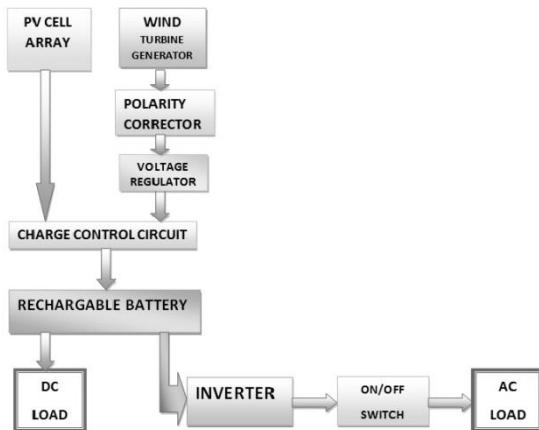 PV CELL
ARRAY
WIND
TURBINE
GENERATOR
POLARITY
CORRECTOR
VOLTAGE
REGULATOR
CHARGE CONTROL CIRCUIT
RECHARGABLE BATTERY
DC
LOAD
INVERTER
ON/OFF
SWITCH
AC
LOAD